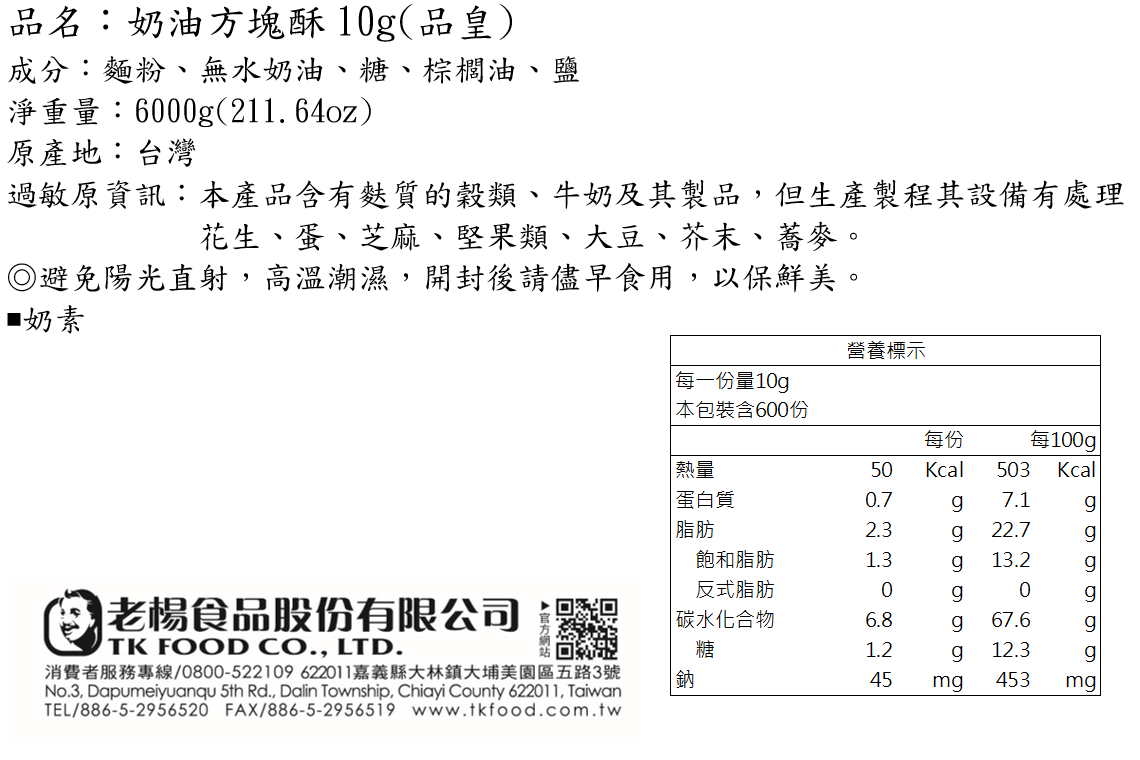 品名：奶油方塊酥10g(品皇)
成分：麵粉、無水奶油、糖、棕櫚油、鹽
淨重量：6000g(211.64oz)
原產地：台灣
過敏原資訊：本產品含有麩質的穀類、牛奶及其製品，但生產製程其設備有處理
花生、蛋、芝麻、堅果類、大豆、芥末、蕎麥。
◎避免陽光直射，高溫潮濕，開封後請儘早食用，以保鮮美。
■奶素
營養標示
每一份量10g
本包裝含600份
每份 每100g
熱量 50 Kcal 503 Kcal
蛋白質 0.7 g 7.1 g
脂肪 2.3 g 22.7 g
飽和脂肪 1.3 g 13.2 g
反式脂肪 0 g 0 g
碳水化合物 6.8 g 67.6 g
糖 1.2 g 12.3 g
鈉 45 mg 453 mg
老楊食品股份有限公司
TK FOOD CO., LTD.
▶官方網站
消費者服務專線/0800-522109 622011嘉義縣大林鎮大埔美園區五路3號
No.3, Dapumeiyuanqu 5th Rd., Dalin Township, Chiayi County 622011, Taiwan
TEL/886-5-2956520 FAX/886-5-2956519 www.tkfood.com.tw